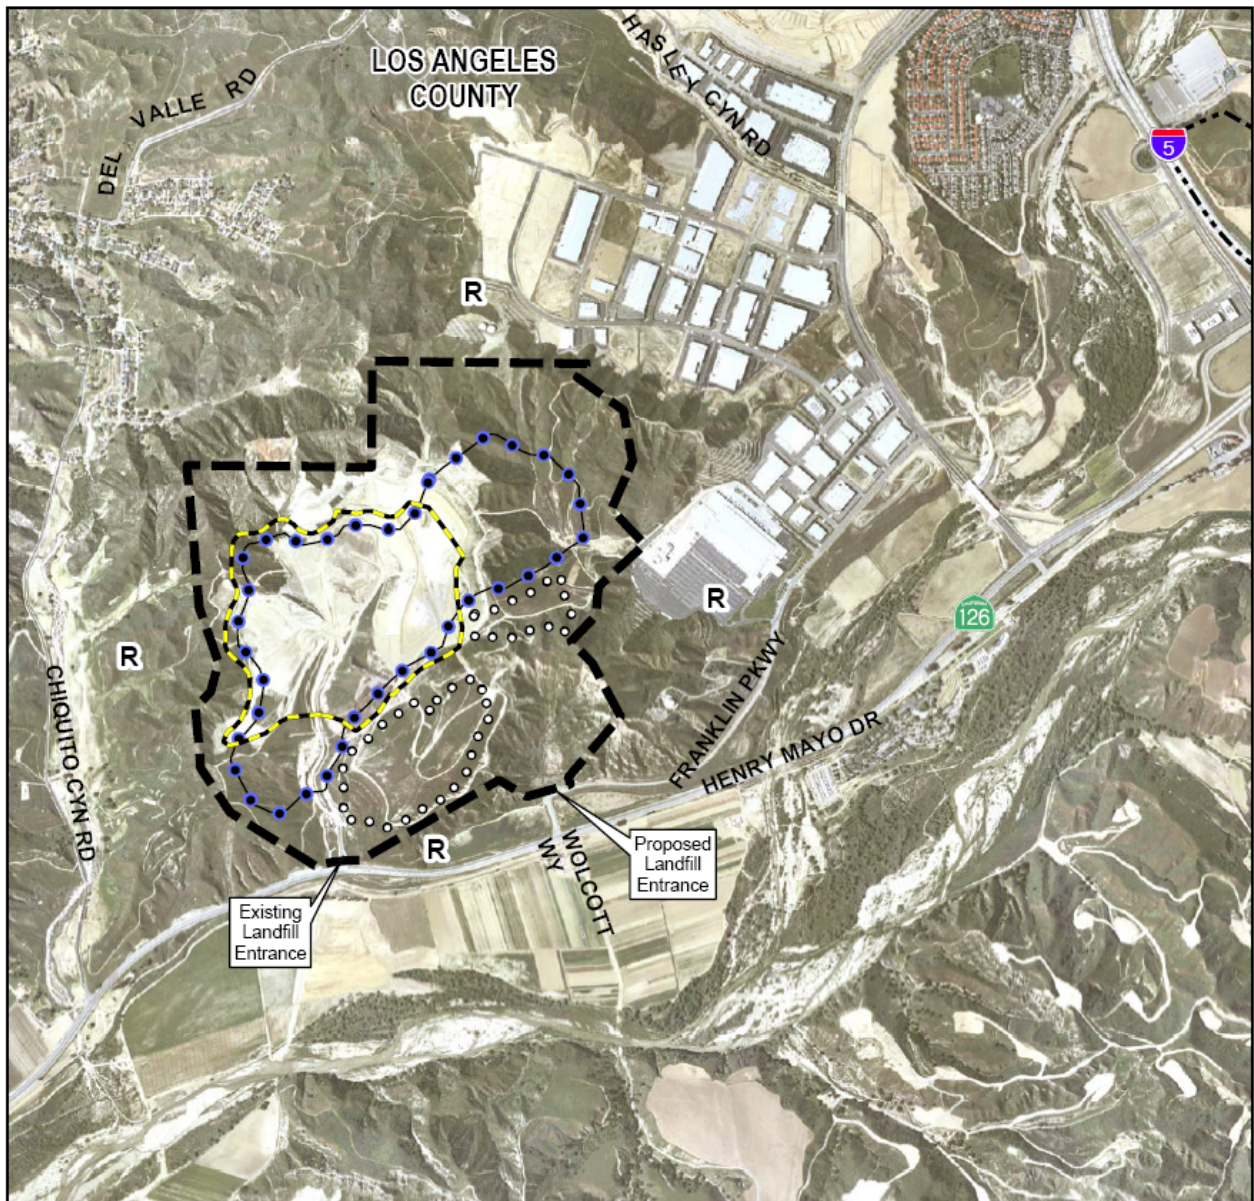 HASLEY CYN RD
LOS ANGELES
COUNTY
DEL VALLE RD
5
R
R
R
CALIFORNIA
126
CHIQUITO CYN RD
FRANKLIN PKWY
HENRY MAYO DR
R
WOLCOTT
WY
Proposed
Landfill
Entrance
Existing
Landfill
Entrance